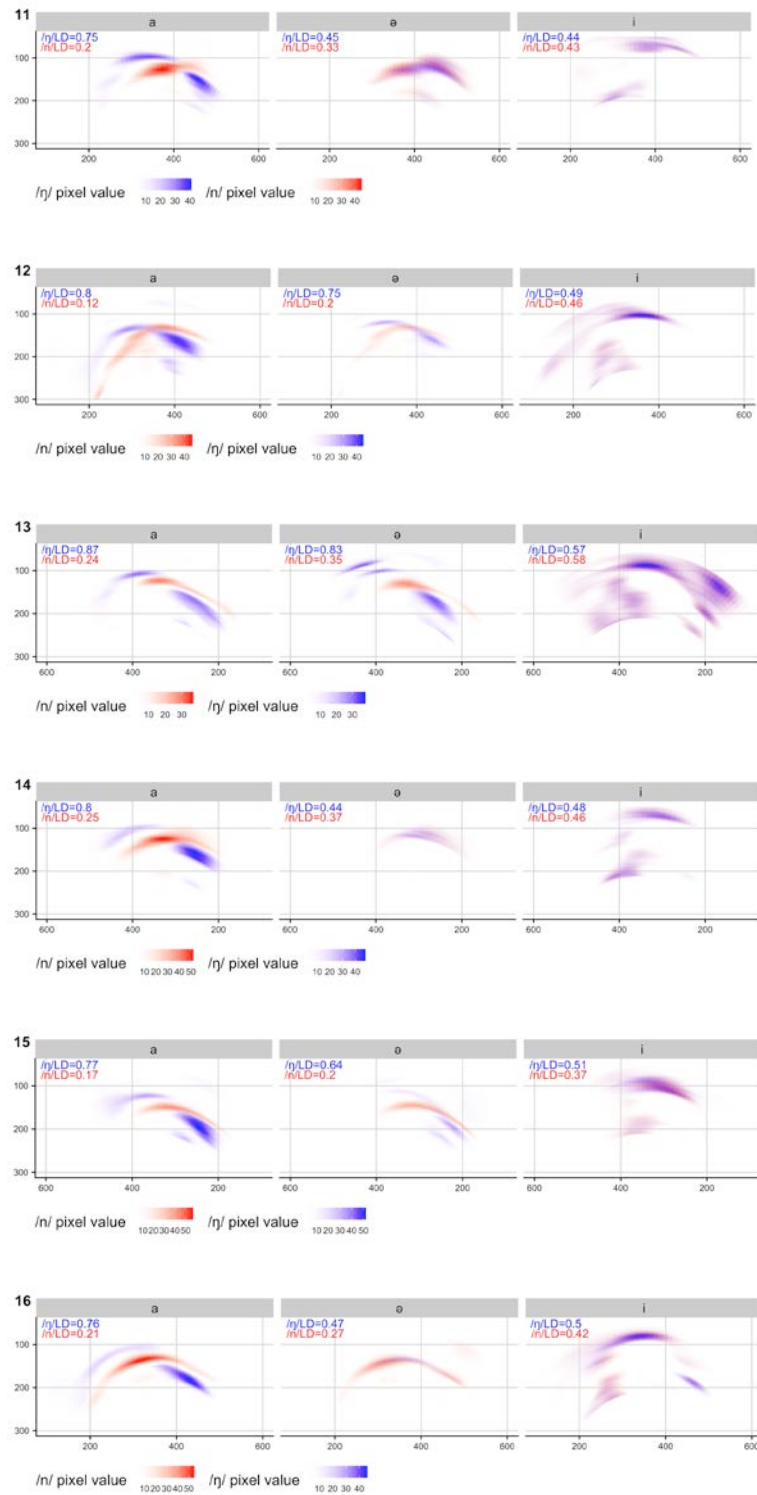 11
a ə i
/ŋ/LD=0.75 /ŋ/LD=0.45 /ŋ/LD=0.44
/n/LD=0.2 /n/LD=0.33 /n/LD=0.43
100
200
300
200 400 600 200 400 600 200 400 600
/ŋ/ pixel value 10 20 30 40 /n/ pixel value 10 20 30 40
12
a ə i
/ŋ/LD=0.8 /ŋ/LD=0.75 /ŋ/LD=0.49
/n/LD=0.12 /n/LD=0.2 /n/LD=0.46
100
200
300
200 400 600 200 400 600 200 400 600
/n/ pixel value 10 20 30 40 /ŋ/ pixel value 10 20 30 40
13
a ə i
/ŋ/LD=0.87 /ŋ/LD=0.83 /ŋ/LD=0.57
/n/LD=0.24 /n/LD=0.35 /n/LD=0.58
100
200
300
600 400 200 600 400 200 600 400 200
/n/ pixel value 10 20 30 /ŋ/ pixel value 10 20 30
14
a ə i
/ŋ/LD=0.8 /ŋ/LD=0.44 /ŋ/LD=0.48
/n/LD=0.25 /n/LD=0.37 /n/LD=0.46
100
200
300
600 400 200 600 400 200 600 400 200
/n/ pixel value 10 20 30 40 50 /ŋ/ pixel value 10 20 30 40
15
a ə i
/ŋ/LD=0.77 /ŋ/LD=0.64 /ŋ/LD=0.51
/n/LD=0.17 /n/LD=0.2 /n/LD=0.37
100
200
300
600 400 200 600 400 200 600 400 200
/n/ pixel value 10 20 30 40 50 /ŋ/ pixel value 10 20 30 40 50
16
a ə i
/ŋ/LD=0.76 /ŋ/LD=0.47 /ŋ/LD=0.5
/n/LD=0.21 /n/LD=0.27 /n/LD=0.42
100
200
300
200 400 600 200 400 600 200 400 600
/n/ pixel value 10 20 30 40 50 /ŋ/ pixel value 10 20 30 40